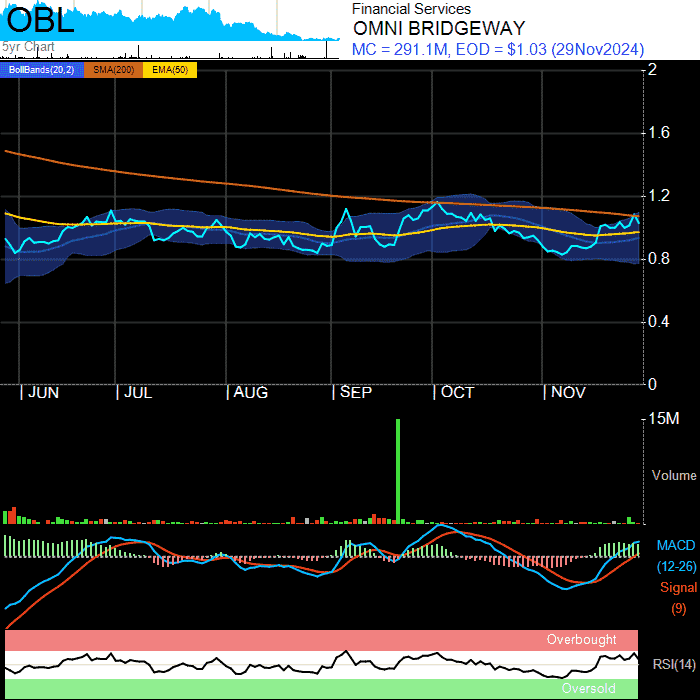 OBL
5yr Chart
Financial Services
OMNI BRIDGEWAY
MC = 291.1M, EOD = $1.03 (29Nov2024)
BollBands(20,2) SMA(200) EMA(50)
2
1.6
1.2
0.8
0.4
0
JUN JUL AUG SEP OCT NOV
15M
Volume
MACD
(12-26)
Signal
(9)
Overbought
RSI(14)
Oversold